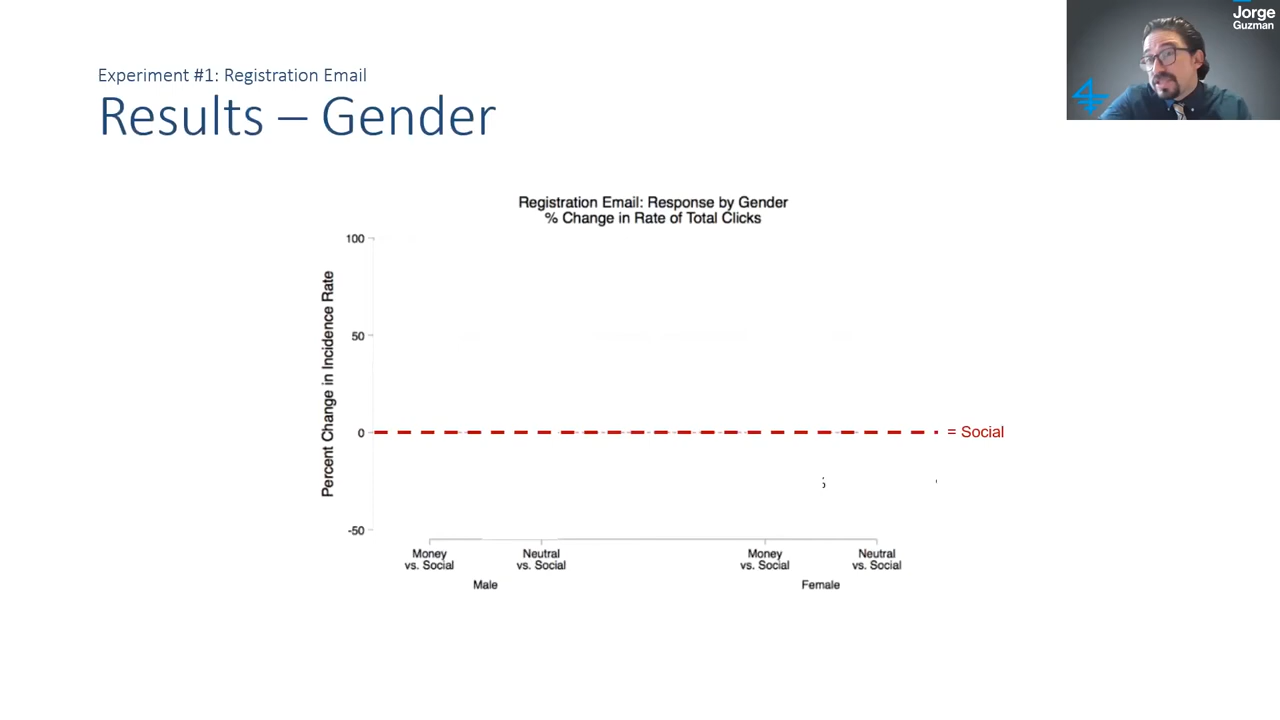 Jorge
Guzman
Experiment #1: Registration Email
Results – Gender
Registration Email: Response by Gender
% Change in Rate of Total Clicks
Percent Change in Incidence Rate
100
50
0
-50
= Social
Money
vs. Social
Neutral
vs. Social
Money
vs. Social
Neutral
vs. Social
Male
Female